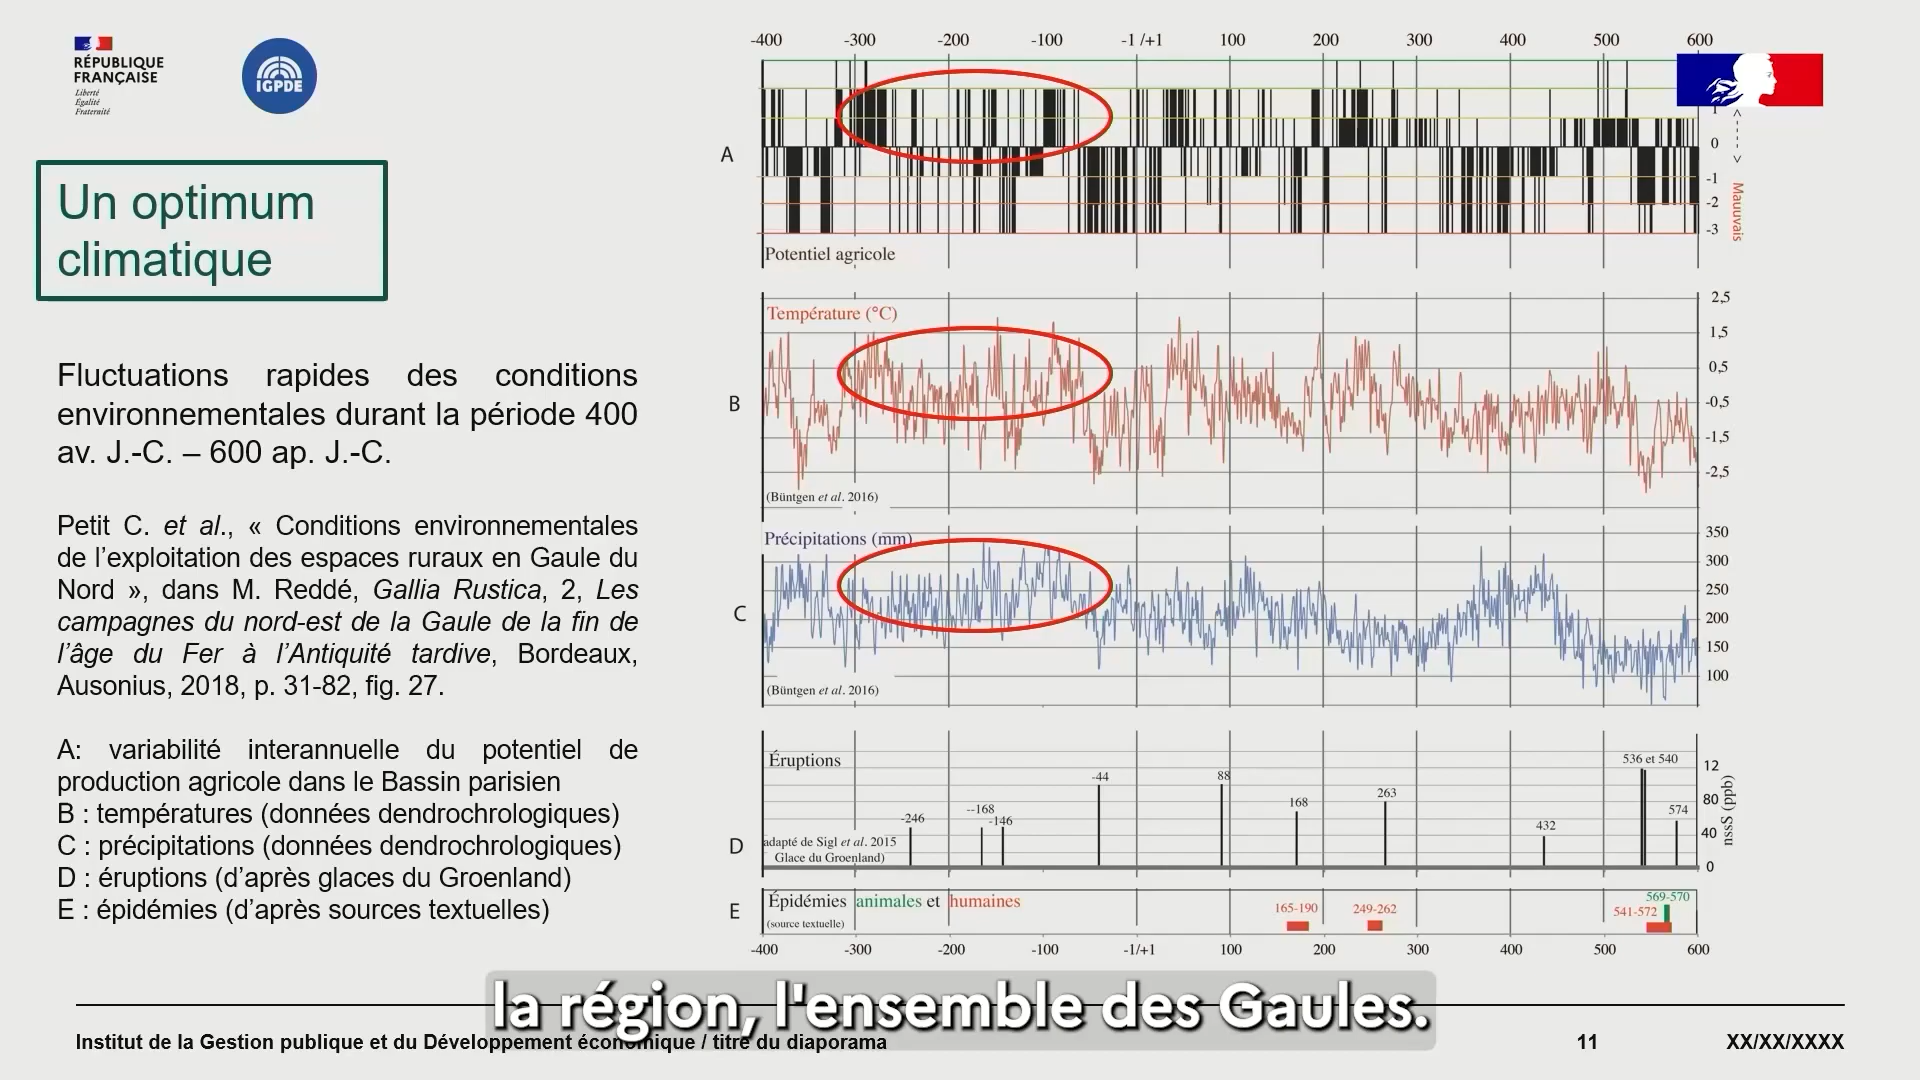 RÉPUBLIQUE
FRANÇAISE
Liberté
Égalité
Fraternité
IGPDE
Un optimum
climatique
Fluctuations rapides des conditions
environnementales durant la période 400
av. J.-C. – 600 ap. J.-C.
Petit C. et al., « Conditions environnementales
de l’exploitation des espaces ruraux en Gaule du
Nord », dans M. Reddé, Gallia Rustica, 2, Les
campagnes du nord-est de la Gaule de la fin de
l’âge du Fer à l’Antiquité tardive, Bordeaux,
Ausonius, 2018, p. 31-82, fig. 27.
A: variabilité interannuelle du potentiel de
production agricole dans le Bassin parisien
B : températures (données dendrochrologiques)
C : précipitations (données dendrochrologiques)
D : éruptions (d’après glaces du Groenland)
E : épidémies (d’après sources textuelles)
-400 -300 -200 -100 -1 /+1 100 200 300 400 500 600
A
0
-1
-2
-3
Mauuvais
Potentiel agricole
B
Température (°C)
2,5
1,5
0,5
-0,5
-1,5
-2,5
(Büntgen et al. 2016)
C
Précipitations (mm)
350
300
250
200
150
100
(Büntgen et al. 2016)
D
Éruptions
-246
--168
-146
-44
88
168
263
432
536 et 540
574
12
80
40
0
nssS (ppb)
adapté de Sigl et al. 2015
Glace du Groenland)
E
Épidémies animales et humaines
(source textuelle)
165-190
249-262
541-572
569-570
-400 -300 -200 -100 -1/+1 100 200 300 400 500 600
la région, l'ensemble des Gaules.
Institut de la Gestion publique et du Développement économique / titre du diaporama
11
XX/XX/XXXX